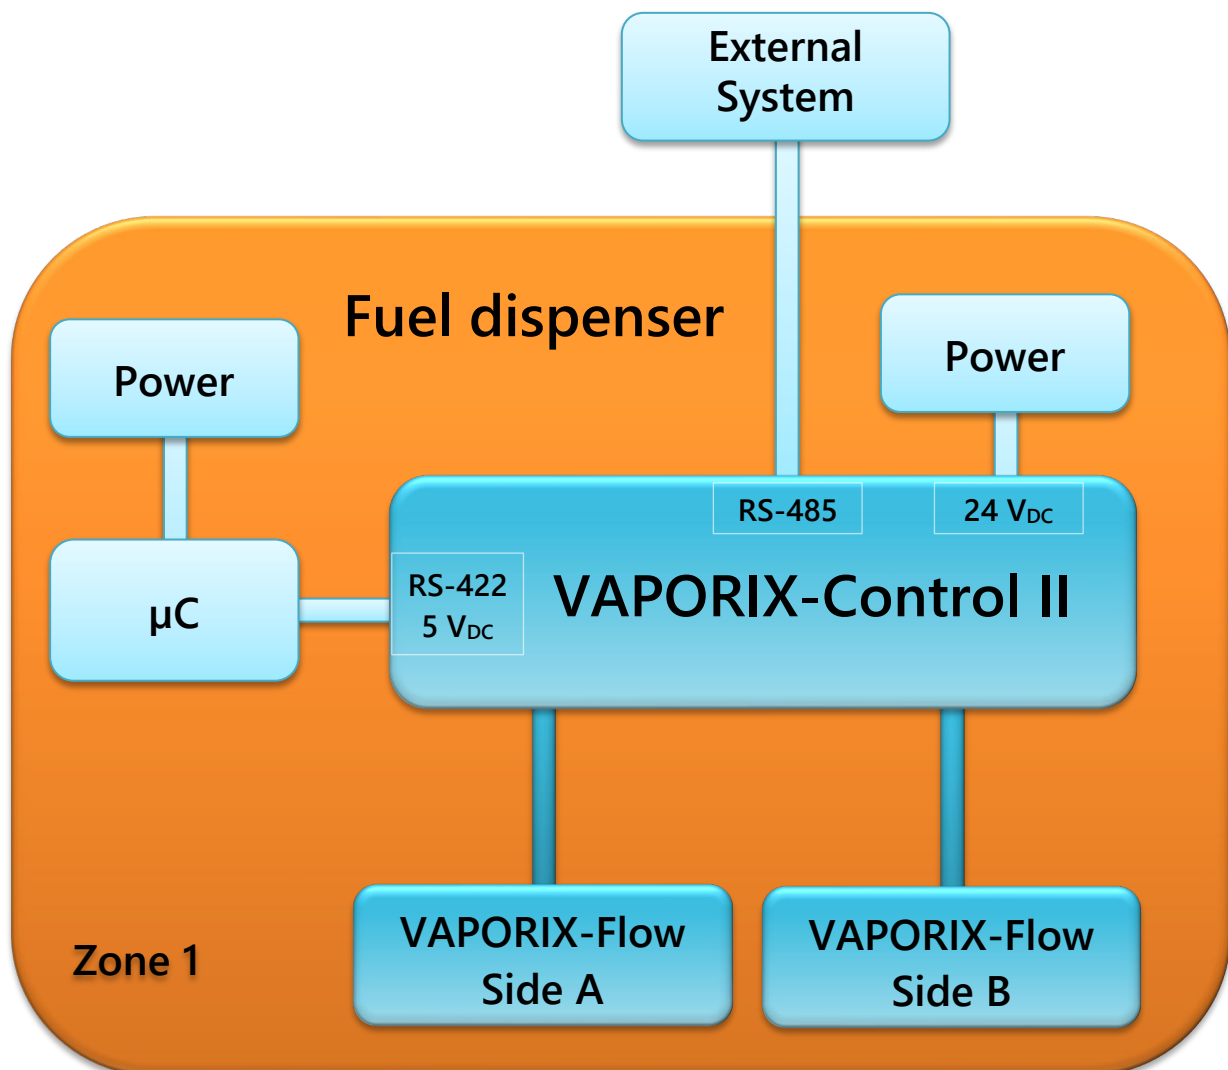 External
System
Fuel dispenser
Power
Power
RS-485
24 VDC
µC
RS-422
5 VDC
VAPORIX-Control II
VAPORIX-Flow
Side A
VAPORIX-Flow
Side B
Zone 1